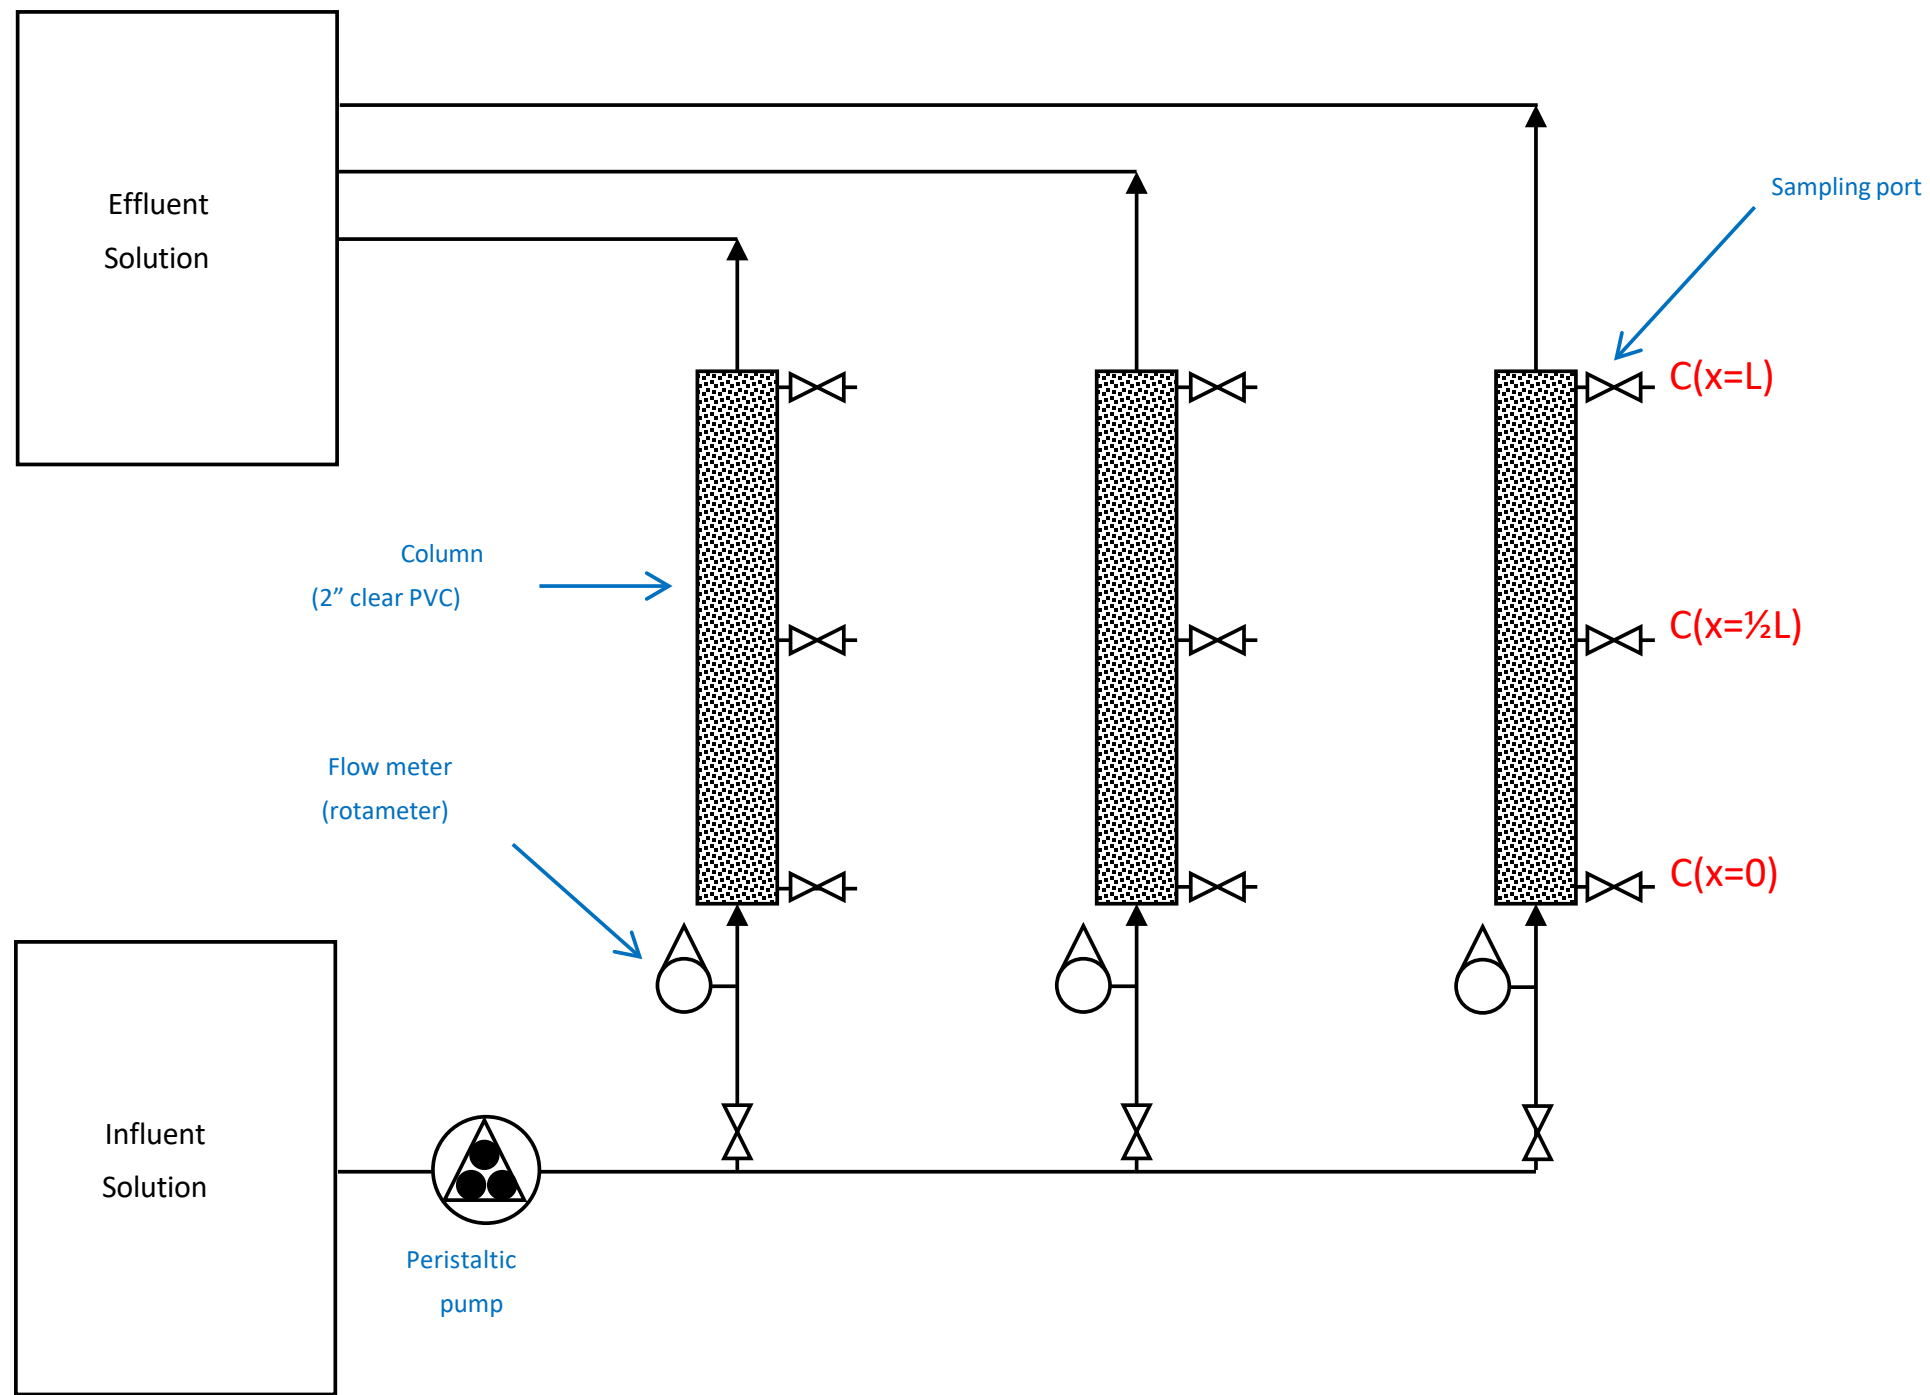 Effluent
Solution
Sampling port
C(x=L)
Column
(2” clear PVC)
C(x=½L)
Flow meter
(rotameter)
C(x=0)
Influent
Solution
Peristaltic
pump